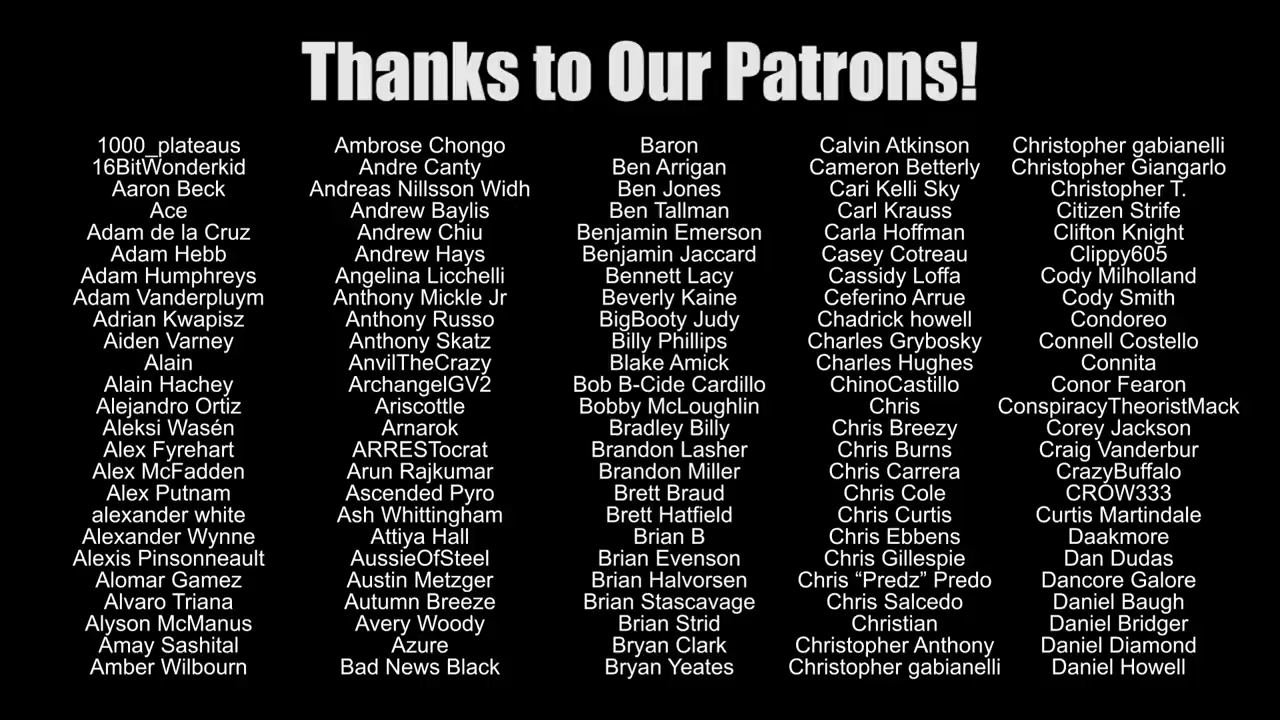 Thanks to Our Patrons!
1000_plateaus
16BitWonderkid
Aaron Beck
Ace
Adam de la Cruz
Adam Hebb
Adam Humphreys
Adam Vanderpluym
Adrian Kwapisz
Aiden Varney
Alain
Alain Hachey
Alejandro Ortiz
Aleksi Wasén
Alex Fyrehart
Alex McFadden
Alex Putnam
alexander white
Alexander Wynne
Alexis Pinsonneault
Alomar Gamez
Alvaro Triana
Alyson McManus
Amay Sashital
Amber Wilbourn
Ambrose Chongo
Andre Canty
Andreas Nillsson Widh
Andrew Baylis
Andrew Chiu
Andrew Hays
Angelina Licchelli
Anthony Mickle Jr
Anthony Russo
Anthony Skatz
AnvilTheCrazy
ArchangelGV2
Ariscottle
Arnarok
ARRESTocrat
Arun Rajkumar
Ascended Pyro
Ash Whittingham
Attiya Hall
AussieOfSteel
Austin Metzger
Autumn Breeze
Avery Woody
Azure
Bad News Black
Baron
Ben Arrigan
Ben Jones
Ben Tallman
Benjamin Emerson
Benjamin Jaccard
Bennett Lacy
Beverly Kaine
BigBooty Judy
Billy Phillips
Blake Amick
Bob B-Cide Cardillo
Bobby McLoughlin
Bradley Billy
Brandon Lasher
Brandon Miller
Brett Braud
Brett Hatfield
Brian B
Brian Evenson
Brian Halvorsen
Brian Stascavage
Brian Strid
Bryan Clark
Bryan Yeates
Calvin Atkinson
Cameron Betterly
Cari Kelli Sky
Carl Krauss
Carla Hoffman
Casey Cotreau
Cassidy Loffa
Ceferino Arrue
Chadrick howell
Charles Grybosky
Charles Hughes
ChinoCastillo
Chris
Chris Breezy
Chris Burns
Chris Carrera
Chris Cole
Chris Curtis
Chris Ebbens
Chris Gillespie
Chris “Predz” Predo
Chris Salcedo
Christian
Christopher Anthony
Christopher gabianelli
Christopher gabianelli
Christopher Giangarlo
Christopher T.
Citizen Strife
Clifton Knight
Clippy605
Cody Milholland
Cody Smith
Condoreo
Connell Costello
Connita
Conor Fearon
ConspiracyTheoristMack
Corey Jackson
Craig Vanderbur
CrazyBuffalo
CROW333
Curtis Martindale
Daakmore
Dan Dudas
Dancore Galore
Daniel Baugh
Daniel Bridger
Daniel Diamond
Daniel Howell